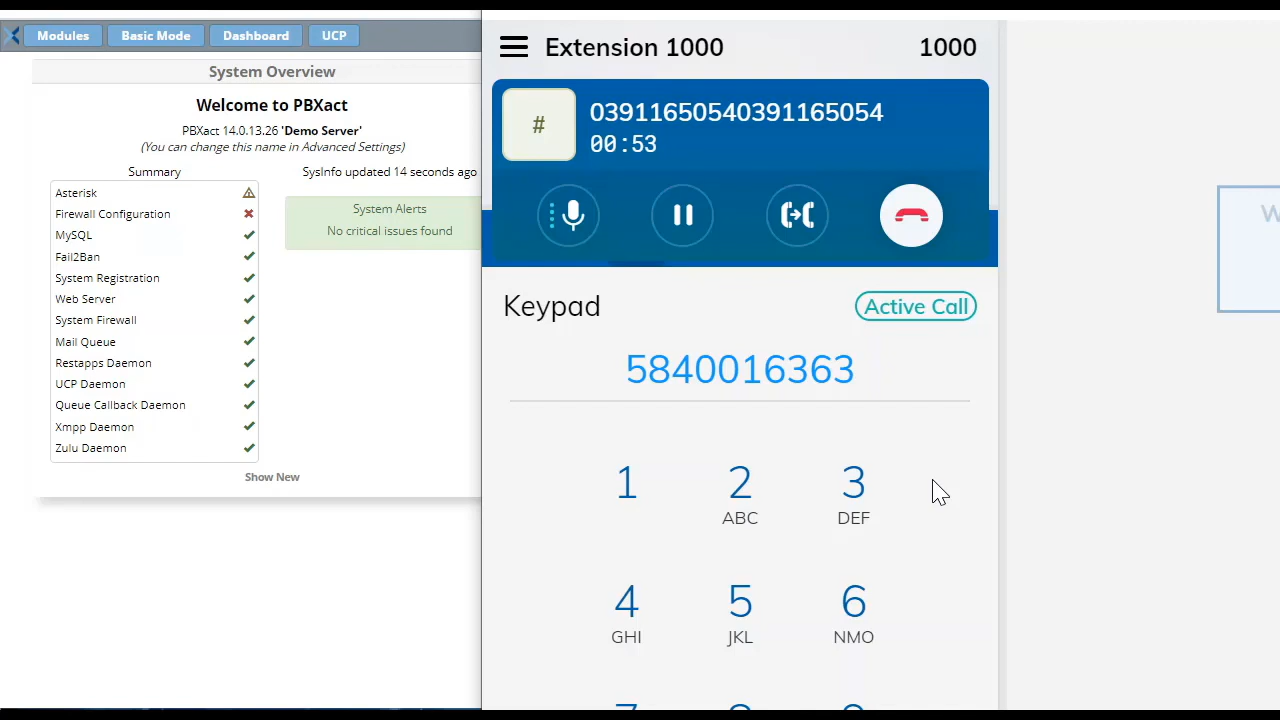 Modules
Basic Mode
Dashboard
UCP
System Overview
Welcome to PBXact
PBXact 14.0.13.26 'Demo Server'
(You can change this name in Advanced Settings)
Summary
SysInfo updated 14 seconds ago
Asterisk
Firewall Configuration
MySQL
Fail2Ban
System Registration
Web Server
System Firewall
Mail Queue
Restapps Daemon
UCP Daemon
Queue Callback Daemon
Xmpp Daemon
Zulu Daemon
System Alerts
No critical issues found
Show New
Extension 1000
1000
#
03911650540391165054
00:53
Keypad
Active Call
5840016363
1
2
3
ABC
DEF
4
5
6
GHI
JKL
NMO